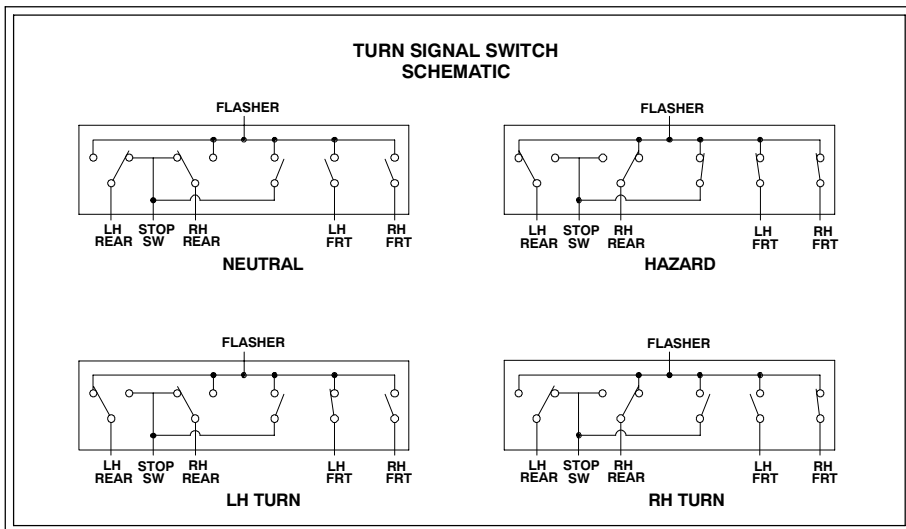 TURN SIGNAL SWITCH
SCHEMATIC
FLASHER
LH
REAR
STOP
SW
RH
REAR
LH
FRT
RH
FRT
NEUTRAL
FLASHER
LH
REAR
STOP
SW
RH
REAR
LH
FRT
RH
FRT
HAZARD
FLASHER
LH
REAR
STOP
SW
RH
REAR
LH
FRT
RH
FRT
LH TURN
FLASHER
LH
REAR
STOP
SW
RH
REAR
LH
FRT
RH
FRT
RH TURN